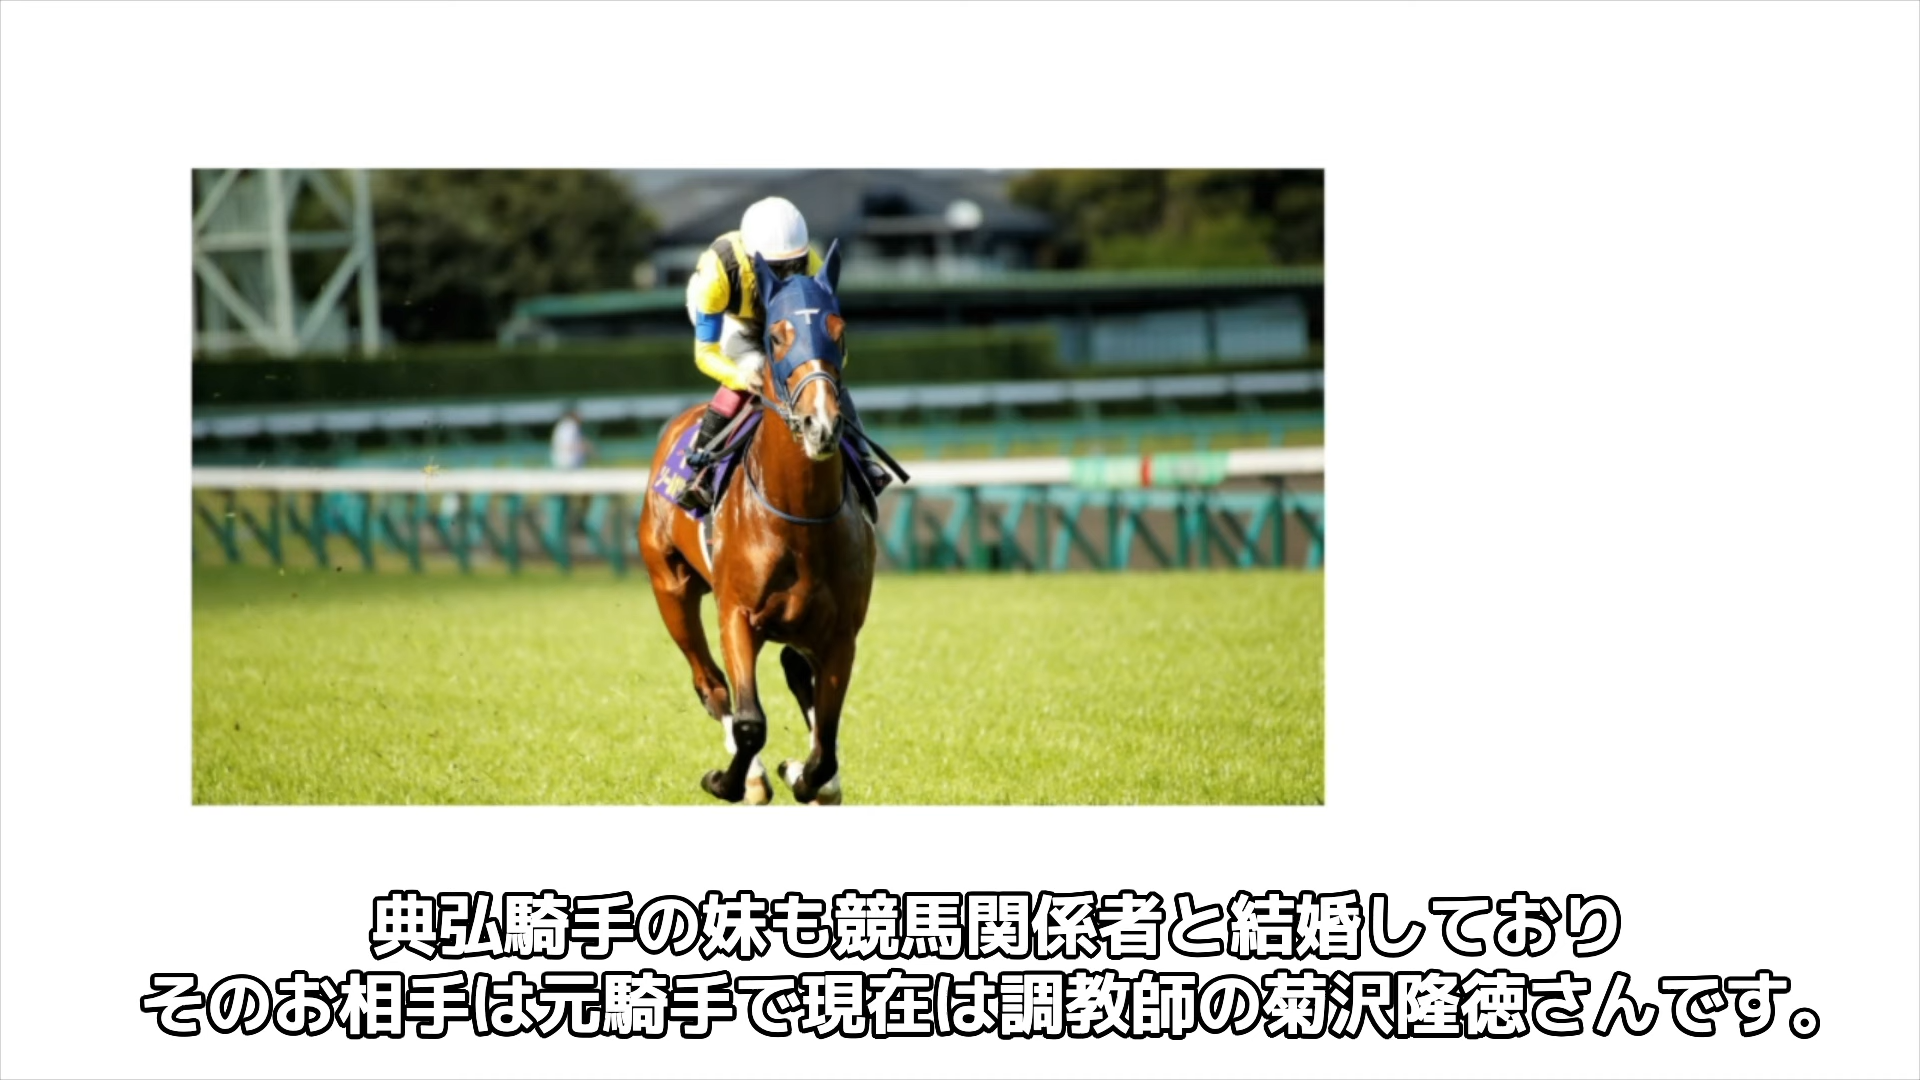 典弘騎手の妹も競馬関係者と結婚しており
そのお相手は元騎手で現在は調教師の菊沢隆徳さんです。